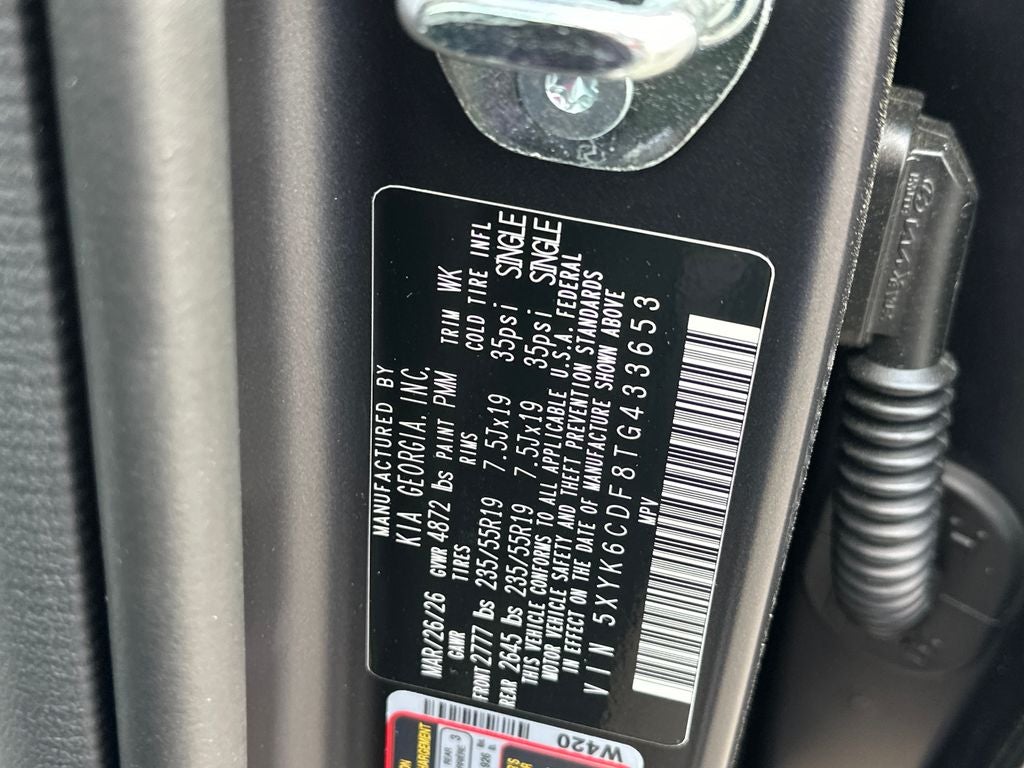 MANUFACTURED BY
KIA GEORGIA, INC.
MAR/26/26 GVWR 4872 lbs PAINT PMM TRIM WK
GAWR TIRES RIMS COLD TIRE INFL
FRONT 2777 lbs 235/55R19 7.5Jx19 35psi SINGLE
REAR 2645 lbs 235/55R19 7.5Jx19 35psi SINGLE
THIS VEHICLE CONFORMS TO ALL APPLICABLE U.S.A. FEDERAL
MOTOR VEHICLE SAFETY AND THEFT PREVENTION STANDARDS
IN EFFECT ON THE DATE OF MANUFACTURE SHOWN ABOVE
VIN 5XYK6CDF8TG433653
MPV
REAR 3
W420